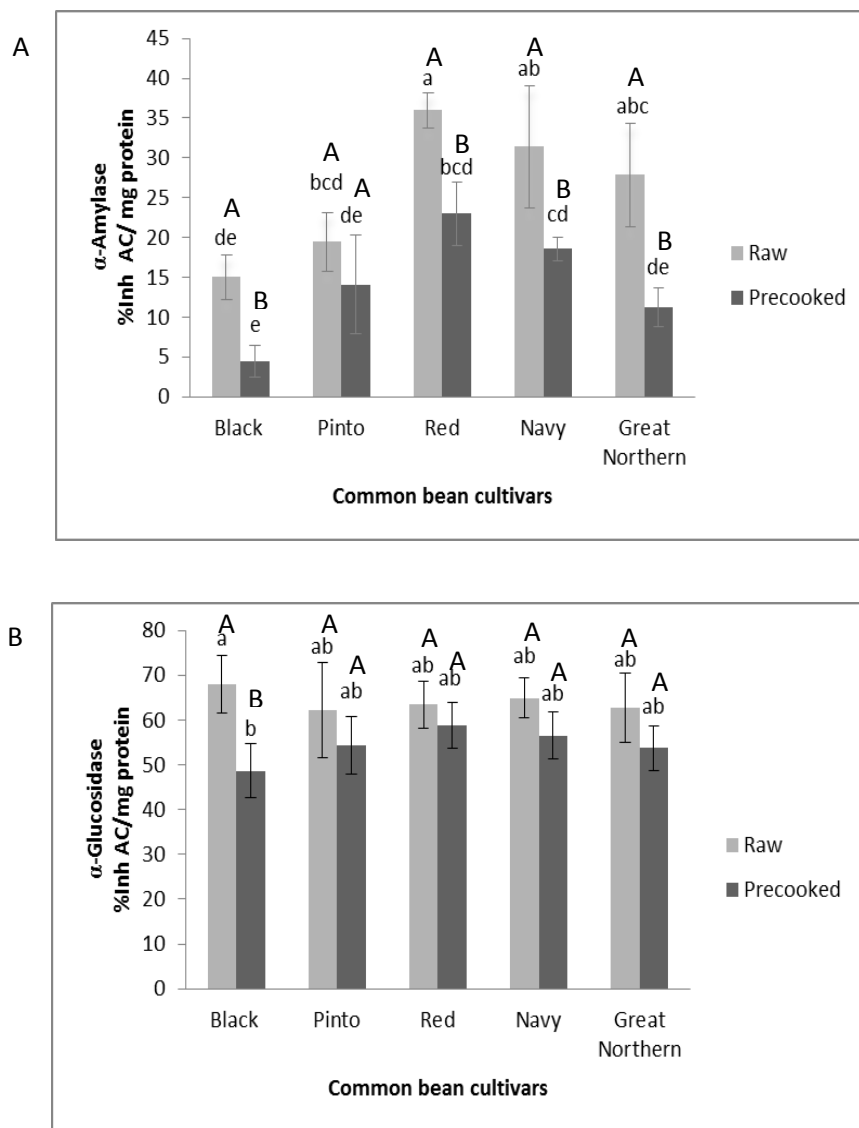 A
α-Amylase
%Inh AC/ mg protein
45
40
35
30
25
20
15
10
5
0
A
de
B
e
A
bcd
A
de
A
a
B
bcd
A
ab
B
cd
A
abc
B
de
Raw
Precooked
Black
Pinto
Red
Navy
Great
Northern
Common bean cultivars
B
α-Glucosidase
%Inh AC/mg protein
80
70
60
50
40
30
20
10
0
A
a
B
b
A
ab
A
ab
A
ab
A
ab
A
ab
A
ab
A
ab
A
ab
Raw
Precooked
Black
Pinto
Red
Navy
Great
Northern
Common bean cultivars